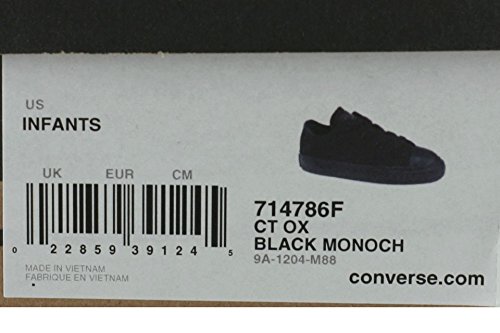 US
INFANTS
UK EUR CM
0 22859 39124 5
MADE IN VIETNAM
FABRIQUE EN VIETNAM
714786F
CT OX
BLACK MONOCH
9A-1204-M88
converse.com